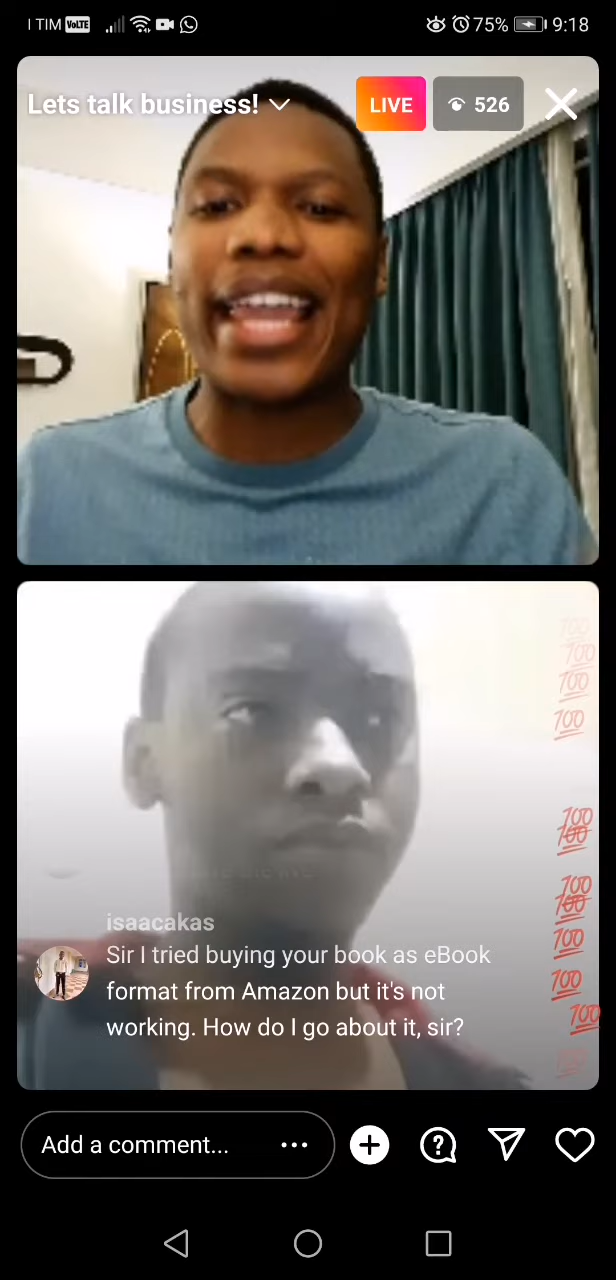 I TIM VoLTE 75% 9:18
Lets talk business! LIVE 526
isaacakas
Sir I tried buying your book as eBook
format from Amazon but it's not
working. How do I go about it, sir?
Add a comment...